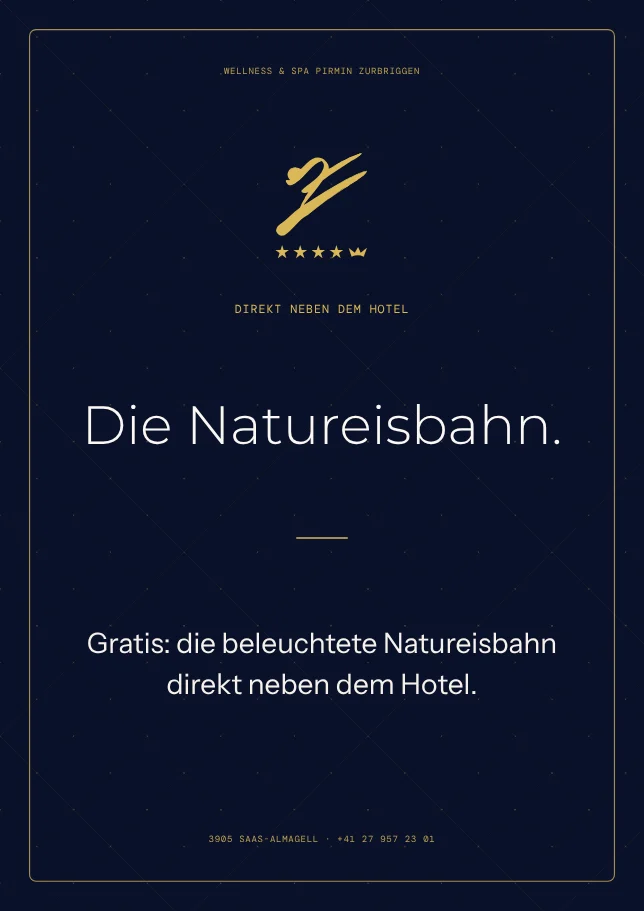 WELLNESS & SPA PIRMIN ZURBRIGGEN
DIREKT NEBEN DEM HOTEL
Die Natureisbahn.
Gratis: die beleuchtete Natureisbahn
direkt neben dem Hotel.
3905 SAAS-ALMAGELL · +41 27 957 23 01